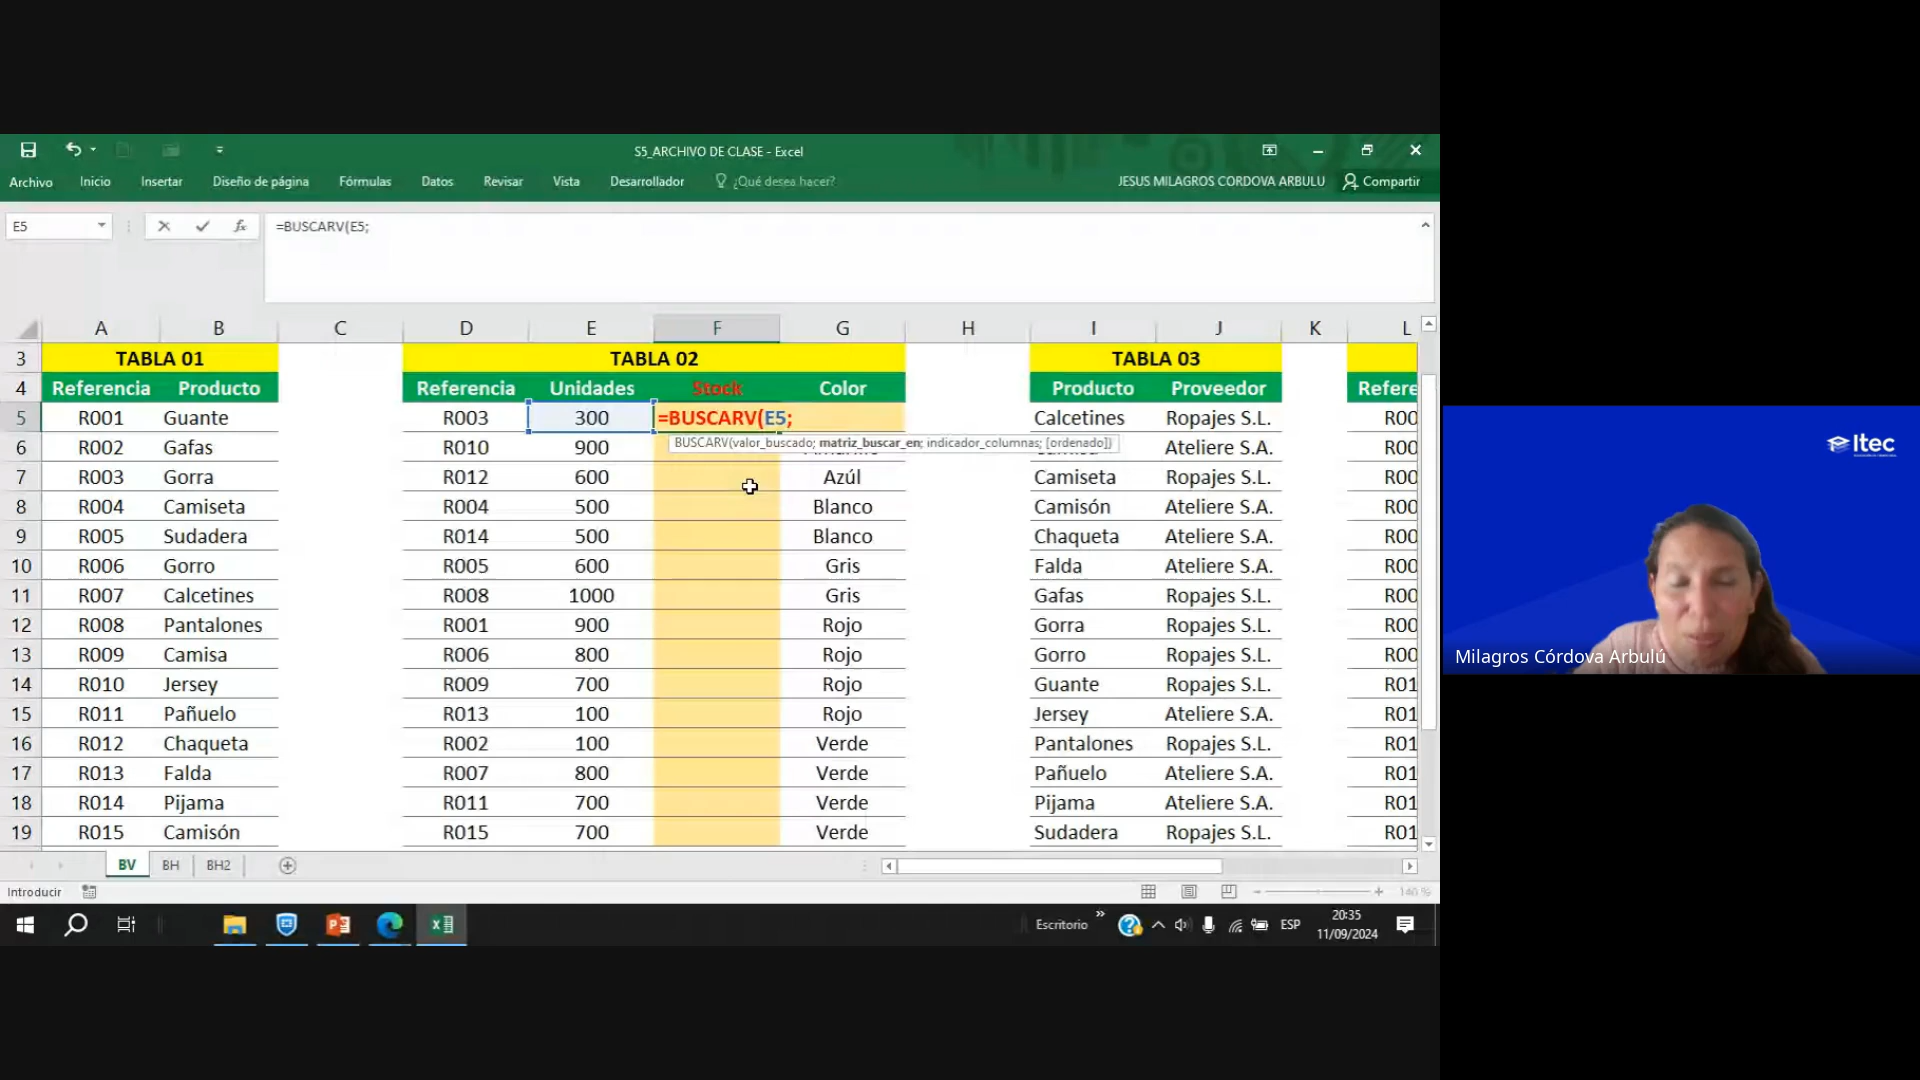 S5_ARCHIVO DE CLASE - Excel
Archivo Inicio Insertar Diseño de página Fórmulas Datos Revisar Vista Desarrollador ¿Qué desea hacer? JESUS MILAGROS CORDOVA ARBULU Compartir
E5 fx =BUSCARV(E5;
A B C D E F G H I J K L
3 TABLA 01 TABLA 02 TABLA 03
4 Referencia Producto Referencia Unidades Stock Color Producto Proveedor Refere
5 R001 Guante R003 300 =BUSCARV(E5; Calcetines Ropajes S.L. R00
BUSCARV(valor_buscado; matriz_buscar_en; indicador_columnas; [ordenado])
6 R002 Gafas R010 900 Ateliere S.A. R00
7 R003 Gorra R012 600 Azúl Camiseta Ropajes S.L. R00
8 R004 Camiseta R004 500 Blanco Camisón Ateliere S.A. R00
9 R005 Sudadera R014 500 Blanco Chaqueta Ateliere S.A. R00
10 R006 Gorro R005 600 Gris Falda Ateliere S.A. R00
11 R007 Calcetines R008 1000 Gris Gafas Ropajes S.L. R00
12 R008 Pantalones R001 900 Rojo Gorra Ropajes S.L. R00
13 R009 Camisa R006 800 Rojo Gorro Ropajes S.L. R00
14 R010 Jersey R009 700 Rojo Guante Ropajes S.L. R01
15 R011 Pañuelo R013 100 Rojo Jersey Ateliere S.A. R01
16 R012 Chaqueta R002 100 Verde Pantalones Ropajes S.L. R01
17 R013 Falda R007 800 Verde Pañuelo Ateliere S.A. R01
18 R014 Pijama R011 700 Verde Pijama Ateliere S.A. R01
19 R015 Camisón R015 700 Verde Sudadera Ropajes S.L. R01
BV BH BH2
Introducir 140 %
Escritorio ESP 20:35
11/09/2024
Itec
Milagros Córdova Arbulú